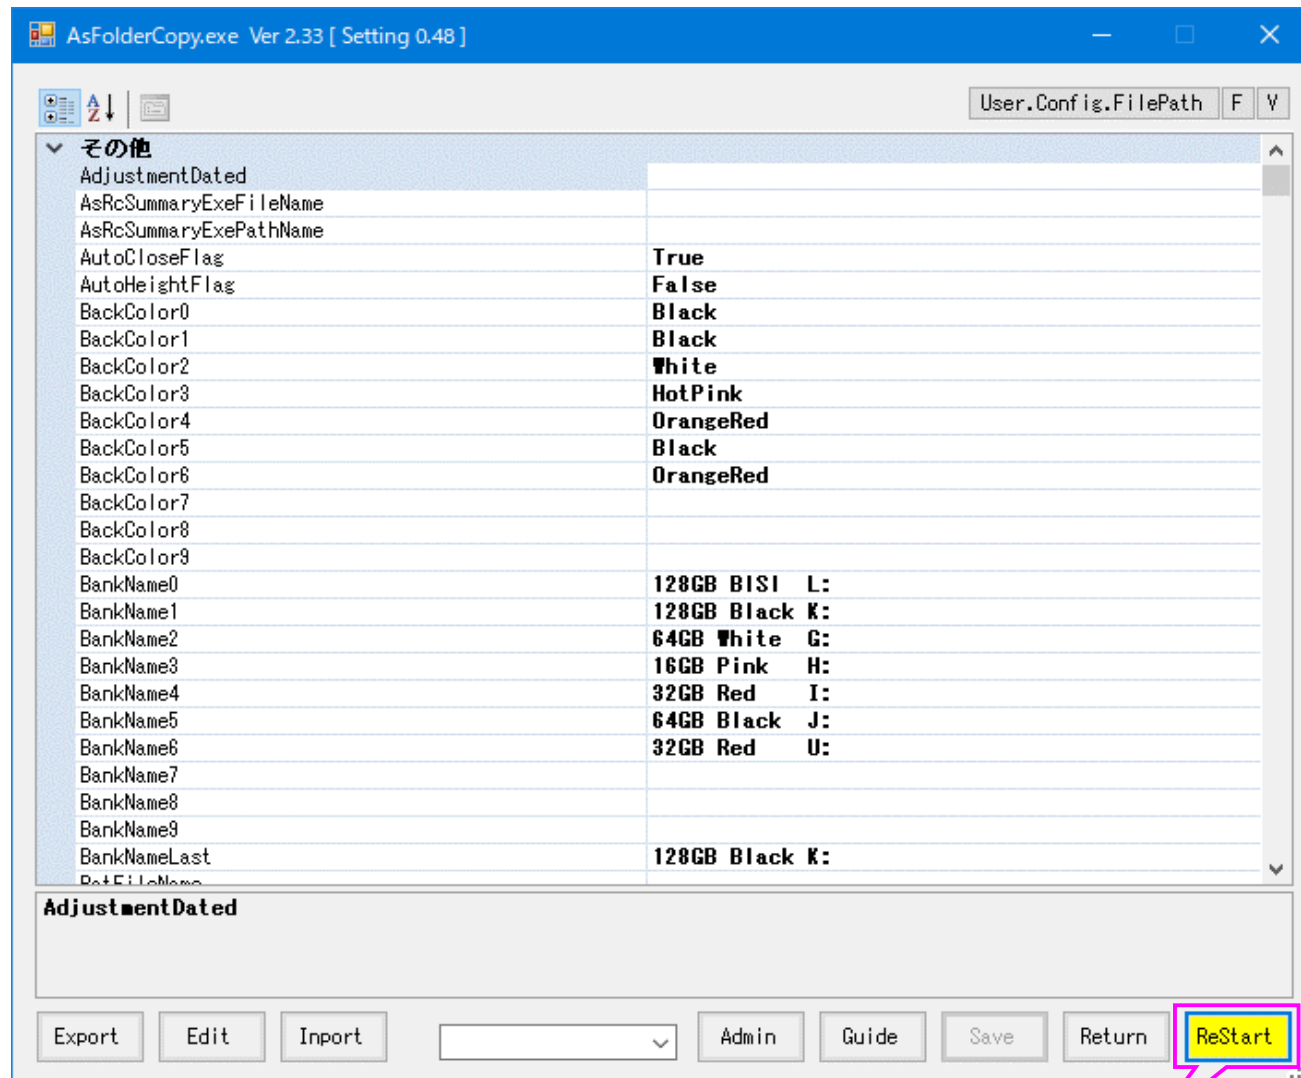 AsFolderCopy.exe Ver 2.33 [ Setting 0.48 ]
User.Config.FilePath F V
その他
AdjustmentDated
AsRcSummaryExeFileName
AsRcSummaryExePathName
AutoCloseFlag True
AutoHeightFlag False
BackColor0 Black
BackColor1 Black
BackColor2 White
BackColor3 HotPink
BackColor4 OrangeRed
BackColor5 Black
BackColor6 OrangeRed
BackColor7
BackColor8
BackColor9
BankName0 128GB BISI L:
BankName1 128GB Black K:
BankName2 64GB White G:
BankName3 16GB Pink H:
BankName4 32GB Red I:
BankName5 64GB Black J:
BankName6 32GB Red U:
BankName7
BankName8
BankName9
BankNameLast 128GB Black K:
AdjustmentDated
Export Edit Inport Admin Guide Save Return ReStart